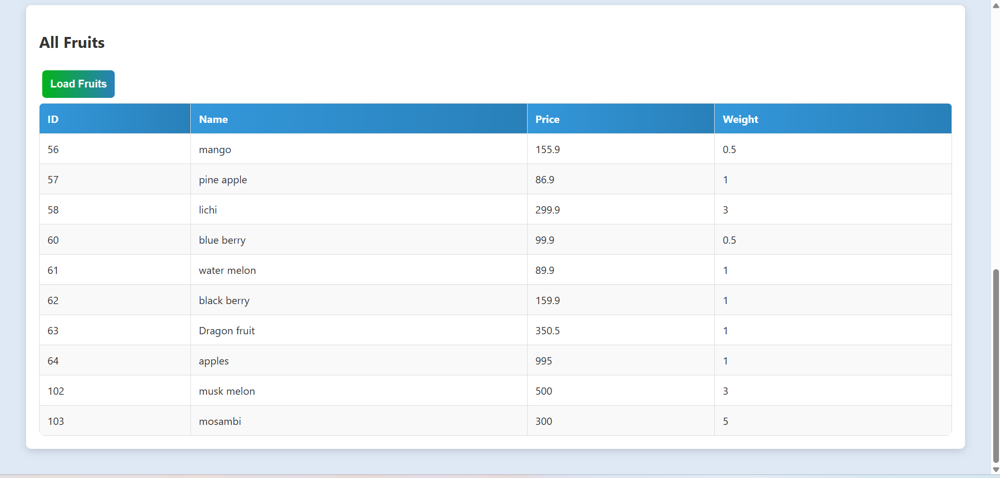 All Fruits
Load Fruits
ID Name Price Weight
56 mango 155.9 0.5
57 pine apple 86.9 1
58 lichi 299.9 3
60 blue berry 99.9 0.5
61 water melon 89.9 1
62 black berry 159.9 1
63 Dragon fruit 350.5 1
64 apples 995 1
102 musk melon 500 3
103 mosambi 300 5